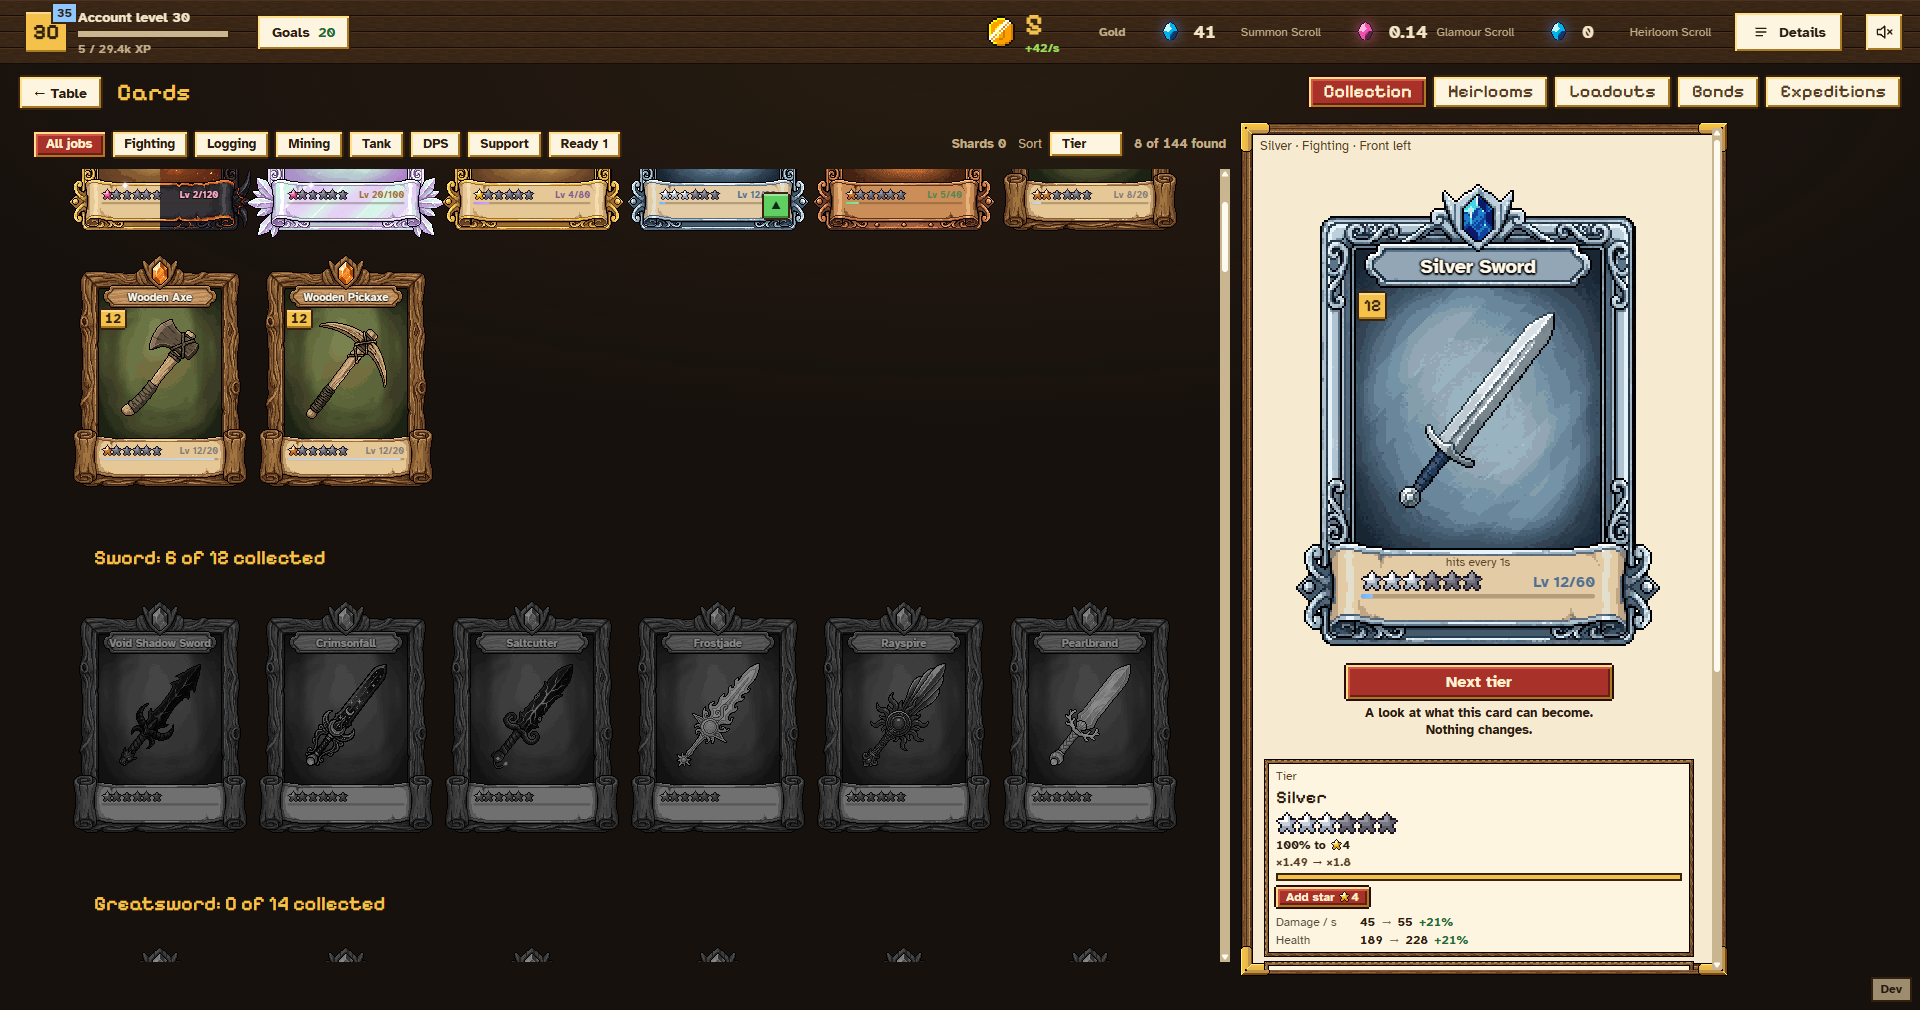 30
35
Account level 30
5 / 29.4k XP
Goals 20
+42/s
Gold
41
Summon Scroll
0.14
Glamour Scroll
0
Heirloom Scroll
Details
← Table
Cards
Collection
Heirlooms
Loadouts
Bonds
Expeditions
All jobs
Fighting
Logging
Mining
Tank
DPS
Support
Ready 1
Shards 0
Sort
Tier
8 of 144 found
Lv 2/120
Lv 20/100
Lv 4/80
Lv 12
Lv 5/40
Lv 8/20
Wooden Axe
12
Lv 12/20
Wooden Pickaxe
12
Lv 12/20
Sword: 6 of 18 collected
Void Shadow Sword
Crimsonfall
Saltcutter
Frostjade
Rayspire
Pearlbrand
Greatsword: 0 of 14 collected
Silver · Fighting · Front left
Silver Sword
hits every 1s
Lv 12/60
Next tier
A look at what this card can become.
Nothing changes.
Tier
Silver
100% to 4
×1.49 → ×1.8
Add star 4
Damage / s 45 → 55 +21%
Health 189 → 228 +21%
Dev